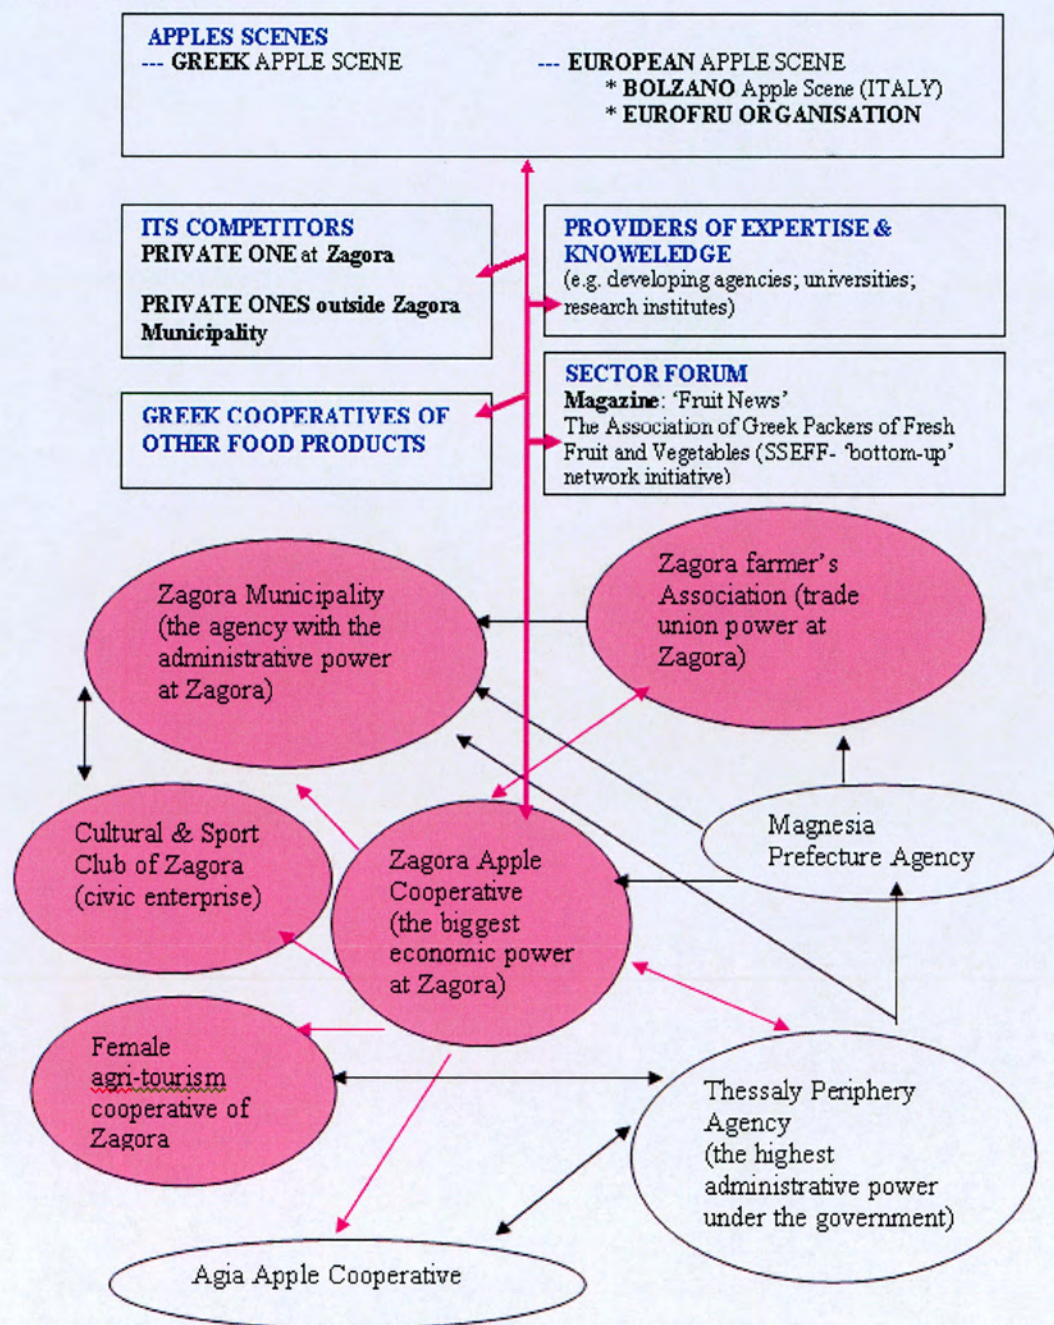 APPLES SCENES
--- GREEK APPLE SCENE
--- EUROPEAN APPLE SCENE
* BOLZANO Apple Scene (ITALY)
* EUROFRU ORGANISATION
ITS COMPETITORS
PRIVATE ONE at Zagora
PRIVATE ONES outside Zagora
Municipality
PROVIDERS OF EXPERTISE &
KNOWELEDGE
(e.g. developing agencies; universities;
research institutes)
GREEK COOPERATIVES OF
OTHER FOOD PRODUCTS
SECTOR FORUM
Magazine: ‘Fruit News’
The Association of Greek Packers of Fresh
Fruit and Vegetables (SSEFF- ‘bottom-up’
network initiative)
Zagora Municipality
(the agency with the
administrative power
at Zagora)
Zagora farmer’s
Association (trade
union power at
Zagora)
Cultural & Sport
Club of Zagora
(civic enterprise)
Zagora Apple
Cooperative
(the biggest
economic power
at Zagora)
Magnesia
Prefecture Agency
Female
agri-tourism
cooperative of
Zagora
Thessaly Periphery
Agency
(the highest
administrative power
under the government)
Agia Apple Cooperative